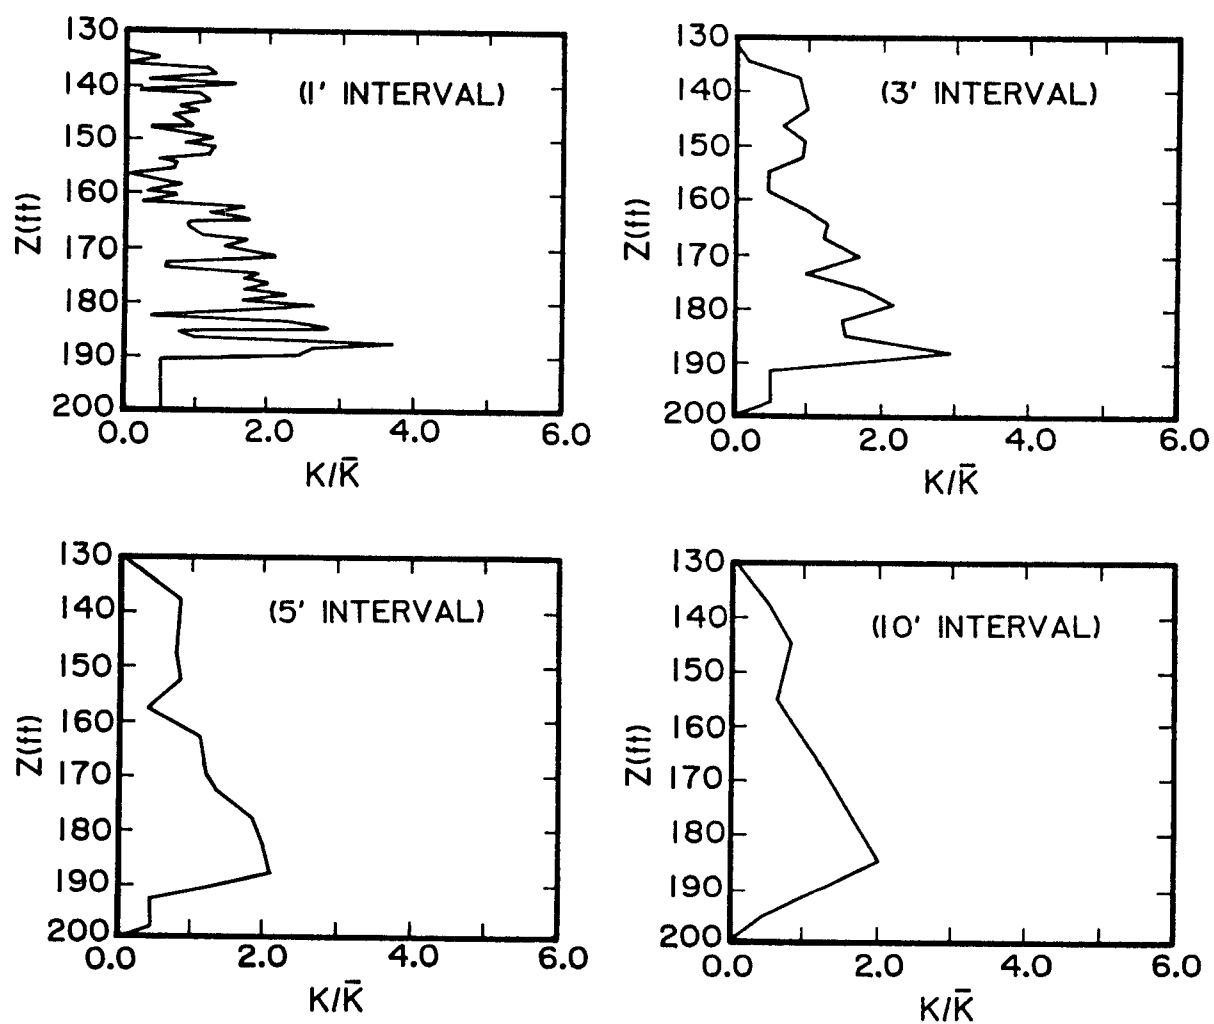 130
140
150
160
170
180
190
200
Z(ft)
(1' INTERVAL)
0.0 2.0 4.0 6.0
K/K̄
130
140
150
160
170
180
190
200
Z(ft)
(3' INTERVAL)
0.0 2.0 4.0 6.0
K/K̄
130
140
150
160
170
180
190
200
Z(ft)
(5' INTERVAL)
0.0 2.0 4.0 6.0
K/K̄
130
140
150
160
170
180
190
200
Z(ft)
(10' INTERVAL)
0.0 2.0 4.0 6.0
K/K̄